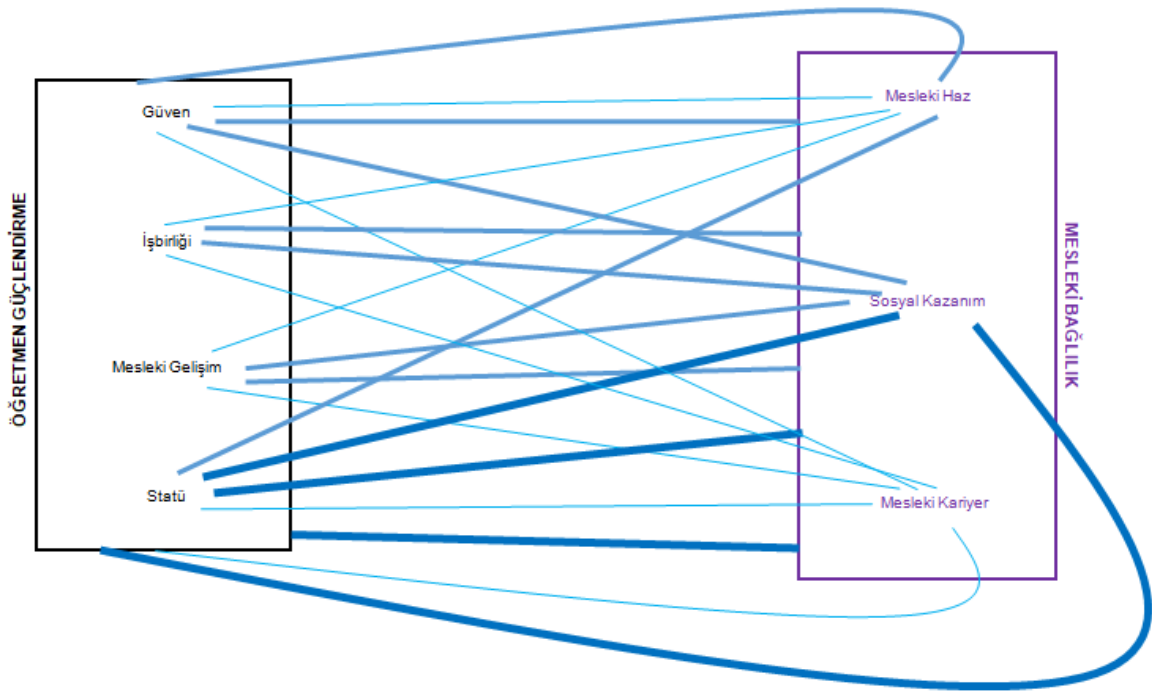 ÖĞRETMEN GÜÇLENDİRME
Güven
İşbirliği
Mesleki Gelişim
Statü
Mesleki Haz
Sosyal Kazanım
Mesleki Kariyer
MESLEKİ BAĞLILIK